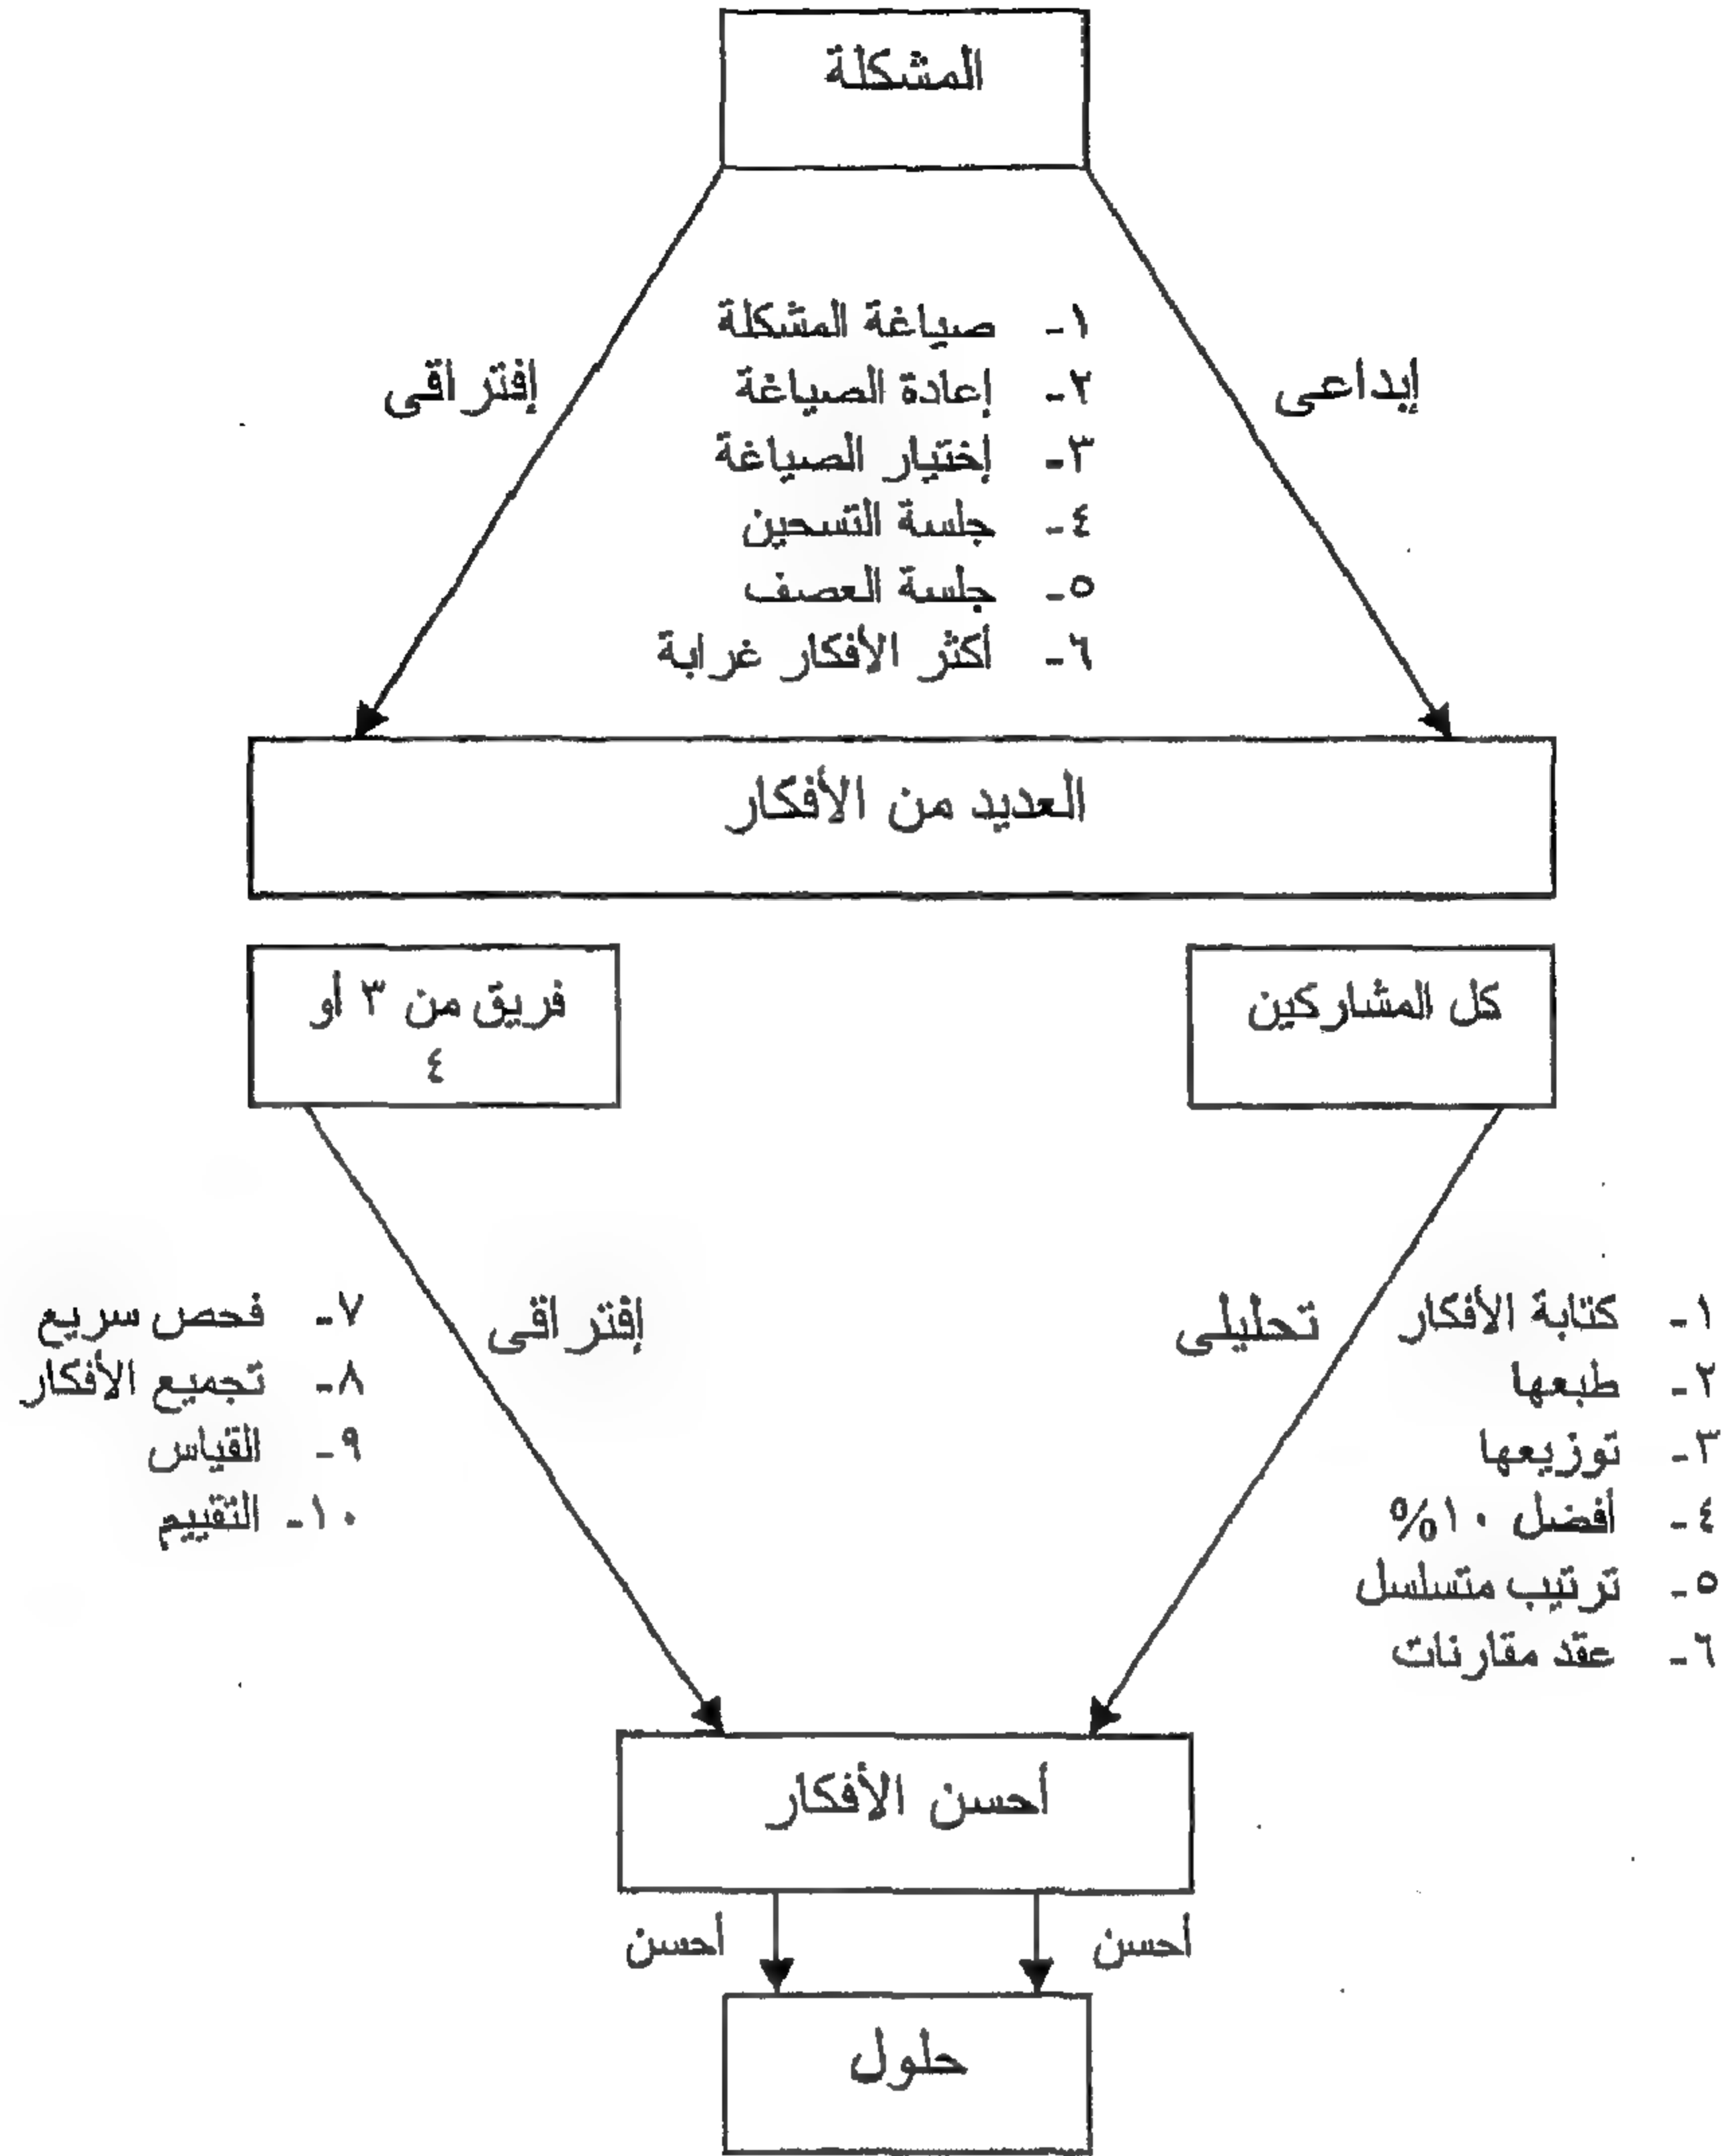 المشكلة
إبداعى
إفتراقى
١- صياغة المشكلة
٢- إعادة الصياغة
٣- إختيار الصياغة
٤- جلسة التسحين
٥- جلسة العصف
٦- أكثر الأفكار غرابة
العديد من الأفكار
كل المشاركين
فريق من ٣ أو
٤
تحليلى
إفتراقى
١- كتابة الأفكار
٢- طبعها
٣- توزيعها
٤- أفضل ١٠%
٥- ترتيب متسلسل
٦- عقد مقارنات
٧- فحص سريع
٨- تجميع الأفكار
٩- القياس
١٠- التقييم
أحسن الأفكار
أحسن
أحسن
حلول